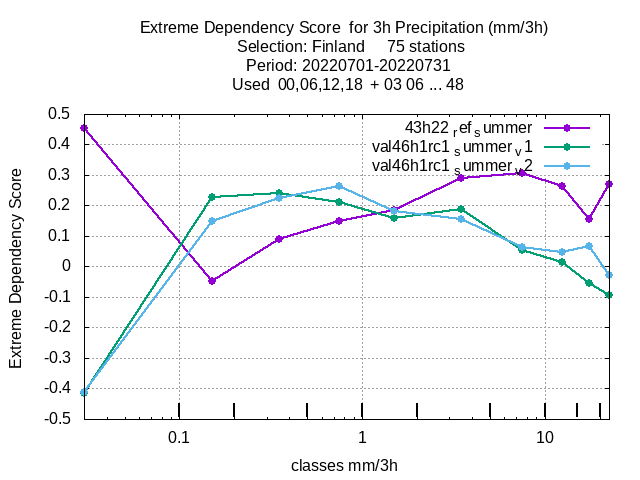 Extreme Dependency Score  for 3h Precipitation (mm/3h)
Selection: Finland     75 stations
Period: 20220701-20220731
Used  00,06,12,18  + 03 06 ... 48
43h22_ref_summer
val46h1rc1_summer_v1
val46h1rc1_summer_v2
Extreme Dependency Score
0.5
0.4
0.3
0.2
0.1
0
-0.1
-0.2
-0.3
-0.4
-0.5
0.1 1 10
classes mm/3h